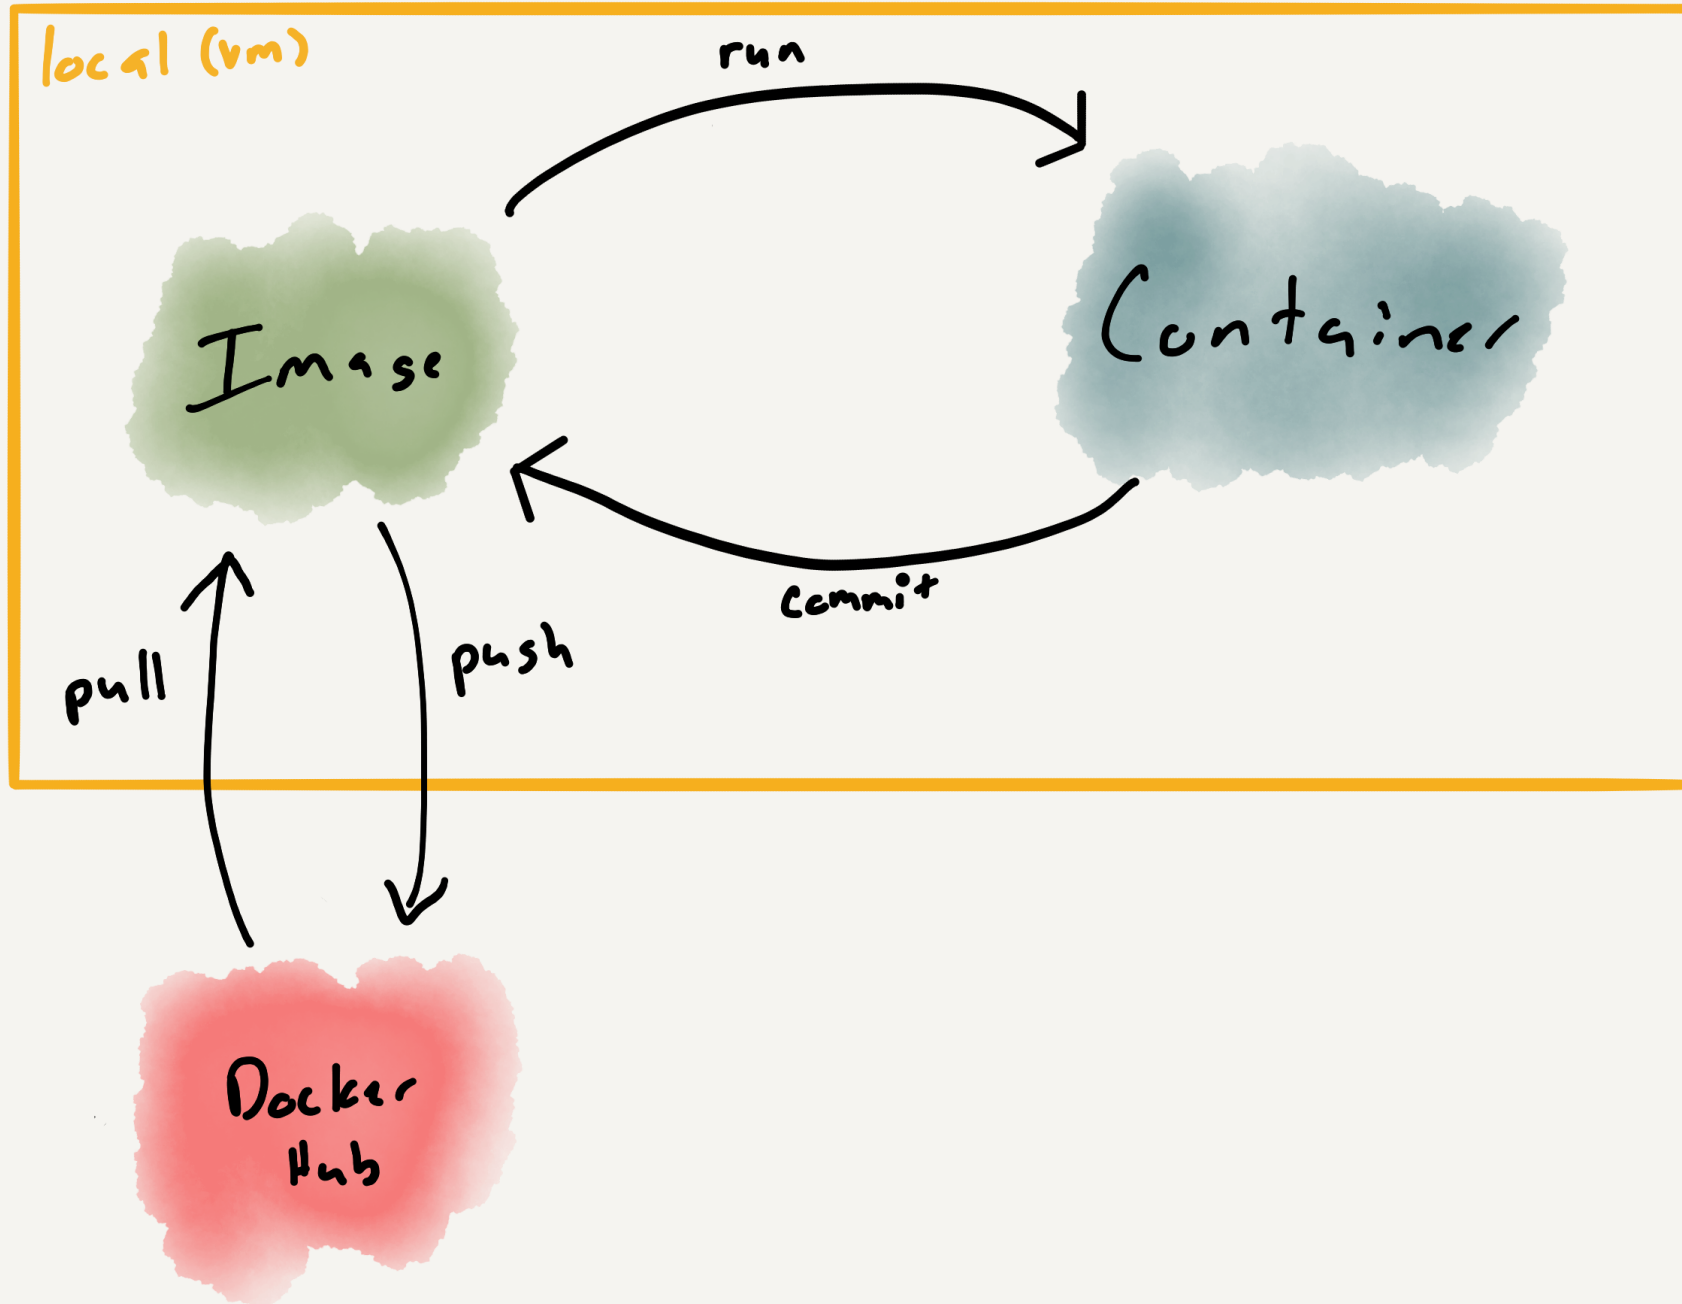 local (vm)
run
Image
Container
commit
pull
push
Docker
Hub